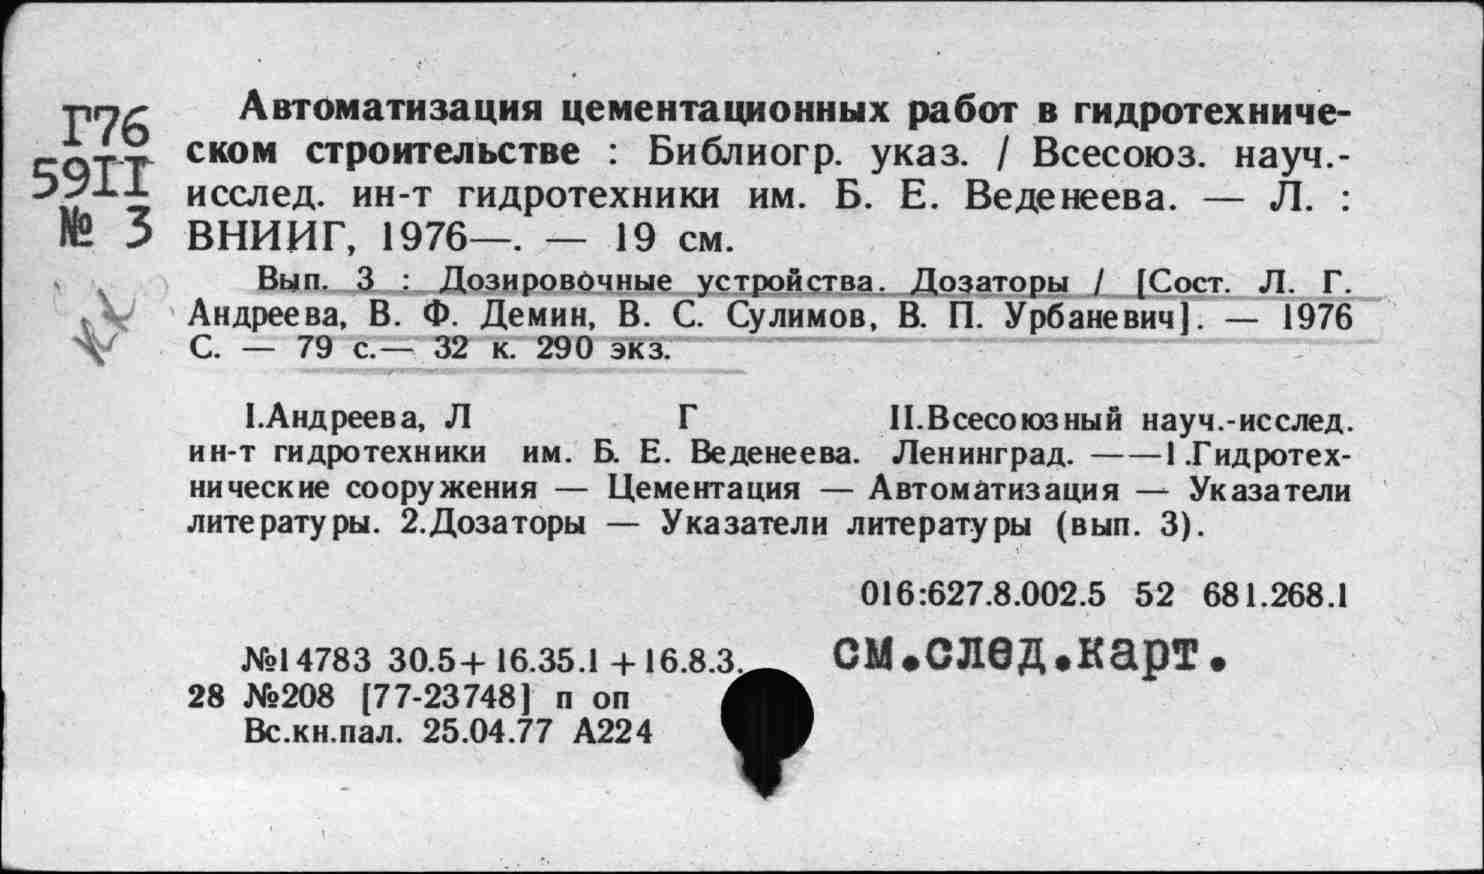 Г76
59II
№ 3
Автоматизация цементационных работ в гидротехниче-
ском строительстве : Библиогр. указ. / Всесоюз. науч.-
исслед. ин-т гидротехники им. Б. Е. Веденеева. — Л. :
ВНИИГ, 1976—. — 19 см.
Вып. 3 : Дозировочные устройства. Дозаторы / [Сост. Л. Г.
Андреева, В. Ф. Демин, В. С. Сулимов, В. П. Урбаневич]. — 1976
С. — 79 с.— 32 к. 290 экз.
I.Андреева, Л Г II.Всесоюзный науч.-исслед.
ин-т гидротехники им. Б. Е. Веденеева. Ленинград. ——1.Гидротех-
нические сооружения — Цементация — Автоматизация — Указатели
литературы. 2.Дозаторы — Указатели литературы (вып. 3).
016:627.8.002.5 52 681.268.1
№14783 30.5+16.35.1+16.8.3.
см.след.карт.
28 №208 [77-23748] п оп
Вс.кн.пал. 25.04.77 А224